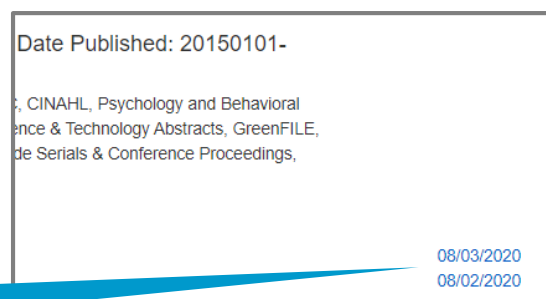 Date Published: 20150101-
, CINAHL, Psychology and Behavioral
ence & Technology Abstracts, GreenFILE,
de Serials & Conference Proceedings,
08/03/2020
08/02/2020